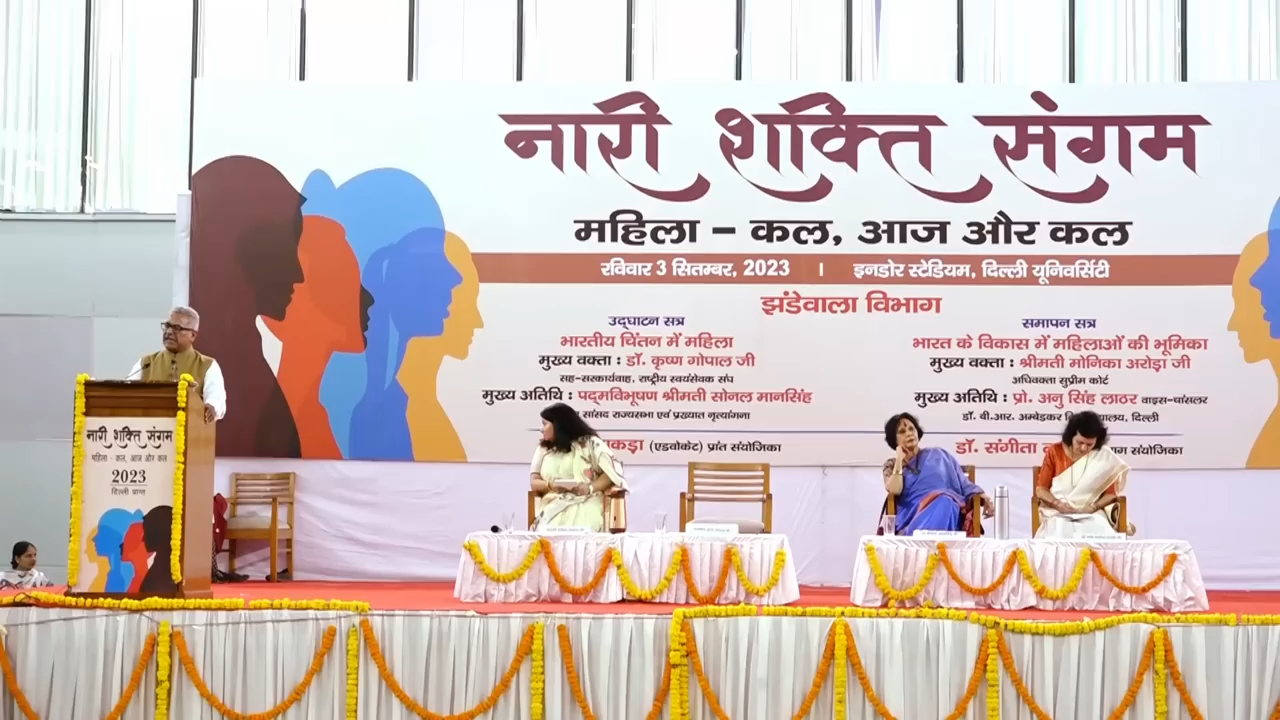 नारी शक्ति संगम
महिला – कल, आज और कल
रविवार 3 सितम्बर, 2023 । इनडोर स्टेडियम, दिल्ली यूनिवर्सिटी
झंडेवाला विभाग
उद्घाटन सत्र
भारतीय चिंतन में महिला
मुख्य वक्ता : डॉ. कृष्ण गोपाल जी
सह-सरकार्यवाह, राष्ट्रीय स्वयंसेवक संघ
मुख्य अतिथि : पद्मविभूषण श्रीमती सोनल मानसिंह
सांसद राज्यसभा एवं प्रख्यात नृत्यांगना
(एडवोकेट) प्रांत संयोजिका
समापन सत्र
भारत के विकास में महिलाओं की भूमिका
मुख्य वक्ता : श्रीमती मोनिका अरोड़ा जी
अधिवक्ता सुप्रीम कोर्ट
मुख्य अतिथि : प्रो. अनु सिंह लाठर वाइस-चांसलर
डॉ. बी.आर. अम्बेडकर दिल्ली
डॉ. संगीता संयोजिका
नारी शक्ति संगम
महिला - कल, आज और कल
2023
दिल्ली प्रान्त